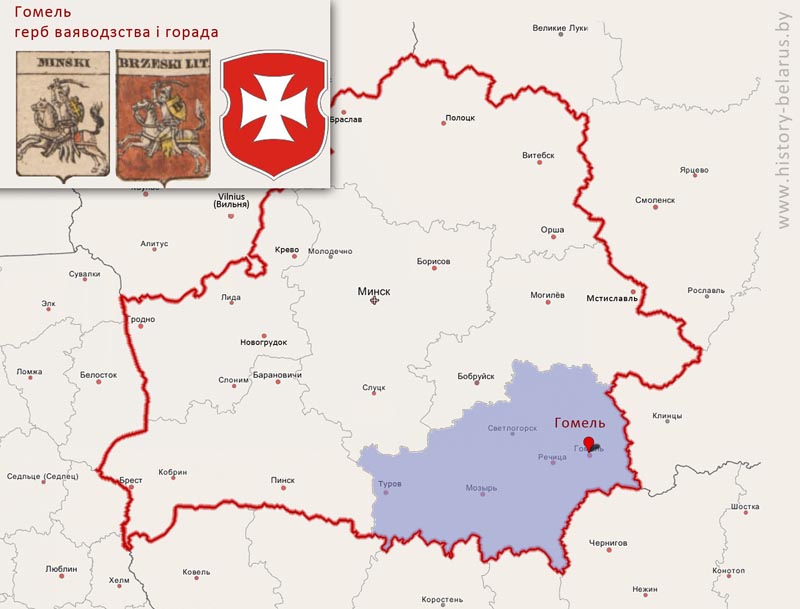 Гомель
герб ваяводзства і горада
MINSKI
BRZESKI LIT.
www.history-belarus.by
Великие Луки
Браслав
Полоцк
Витебск
Ярцево
Смоленск
Vilnius
(Вильня)
Орша
Алитус
Крево
Молодечно
Борисов
Сувалки
Минск
Рославль
Лида
Могилёв
Мстиславль
Элк
Гродно
Новогрудок
Ломжа
Белосток
Слоним
Барановичи
Слуцк
Бобруйск
Клинцы
Гомель
Светлогорск
Речица
Седльце (Седлец)
Брест
Кобрин
Пинск
Туров
Мозырь
Шостка
Чернигов
Люблин
Хелм
Ковель
Конотоп
Нежин
Коростень